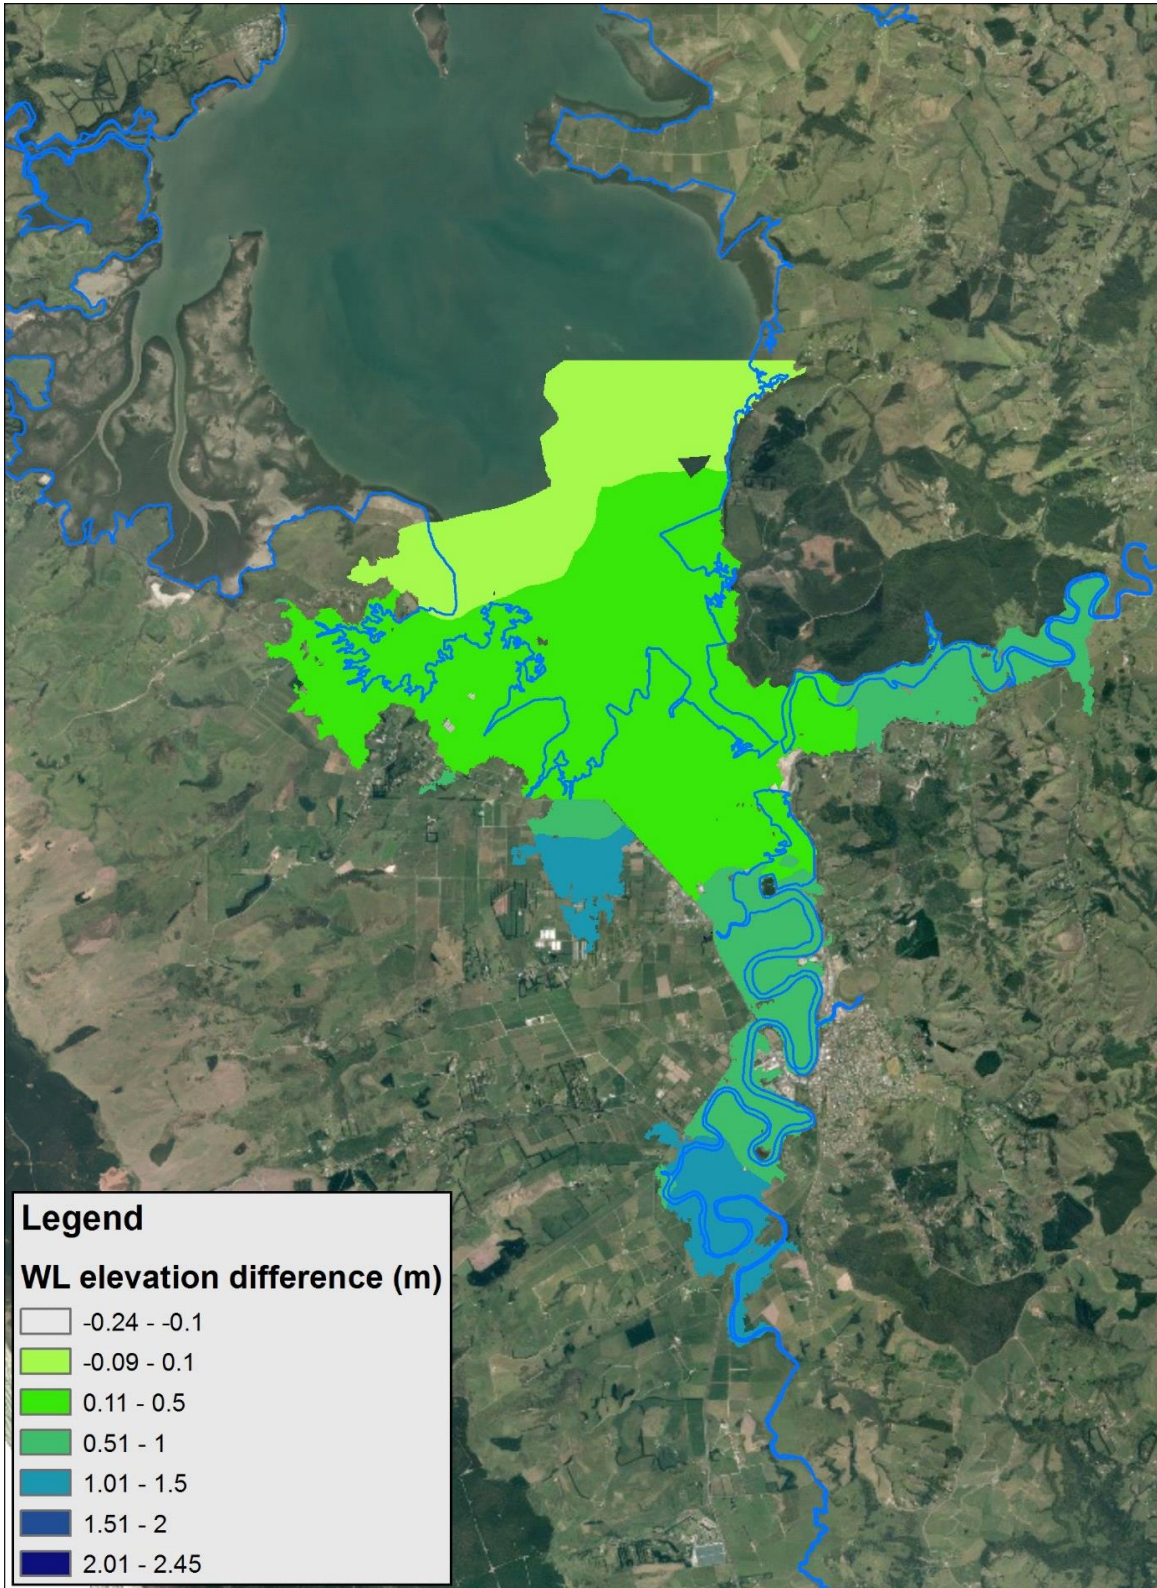 Legend
WL elevation difference (m)
-0.24 - -0.1
-0.09 - 0.1
0.11 - 0.5
0.51 - 1
1.01 - 1.5
1.51 - 2
2.01 - 2.45